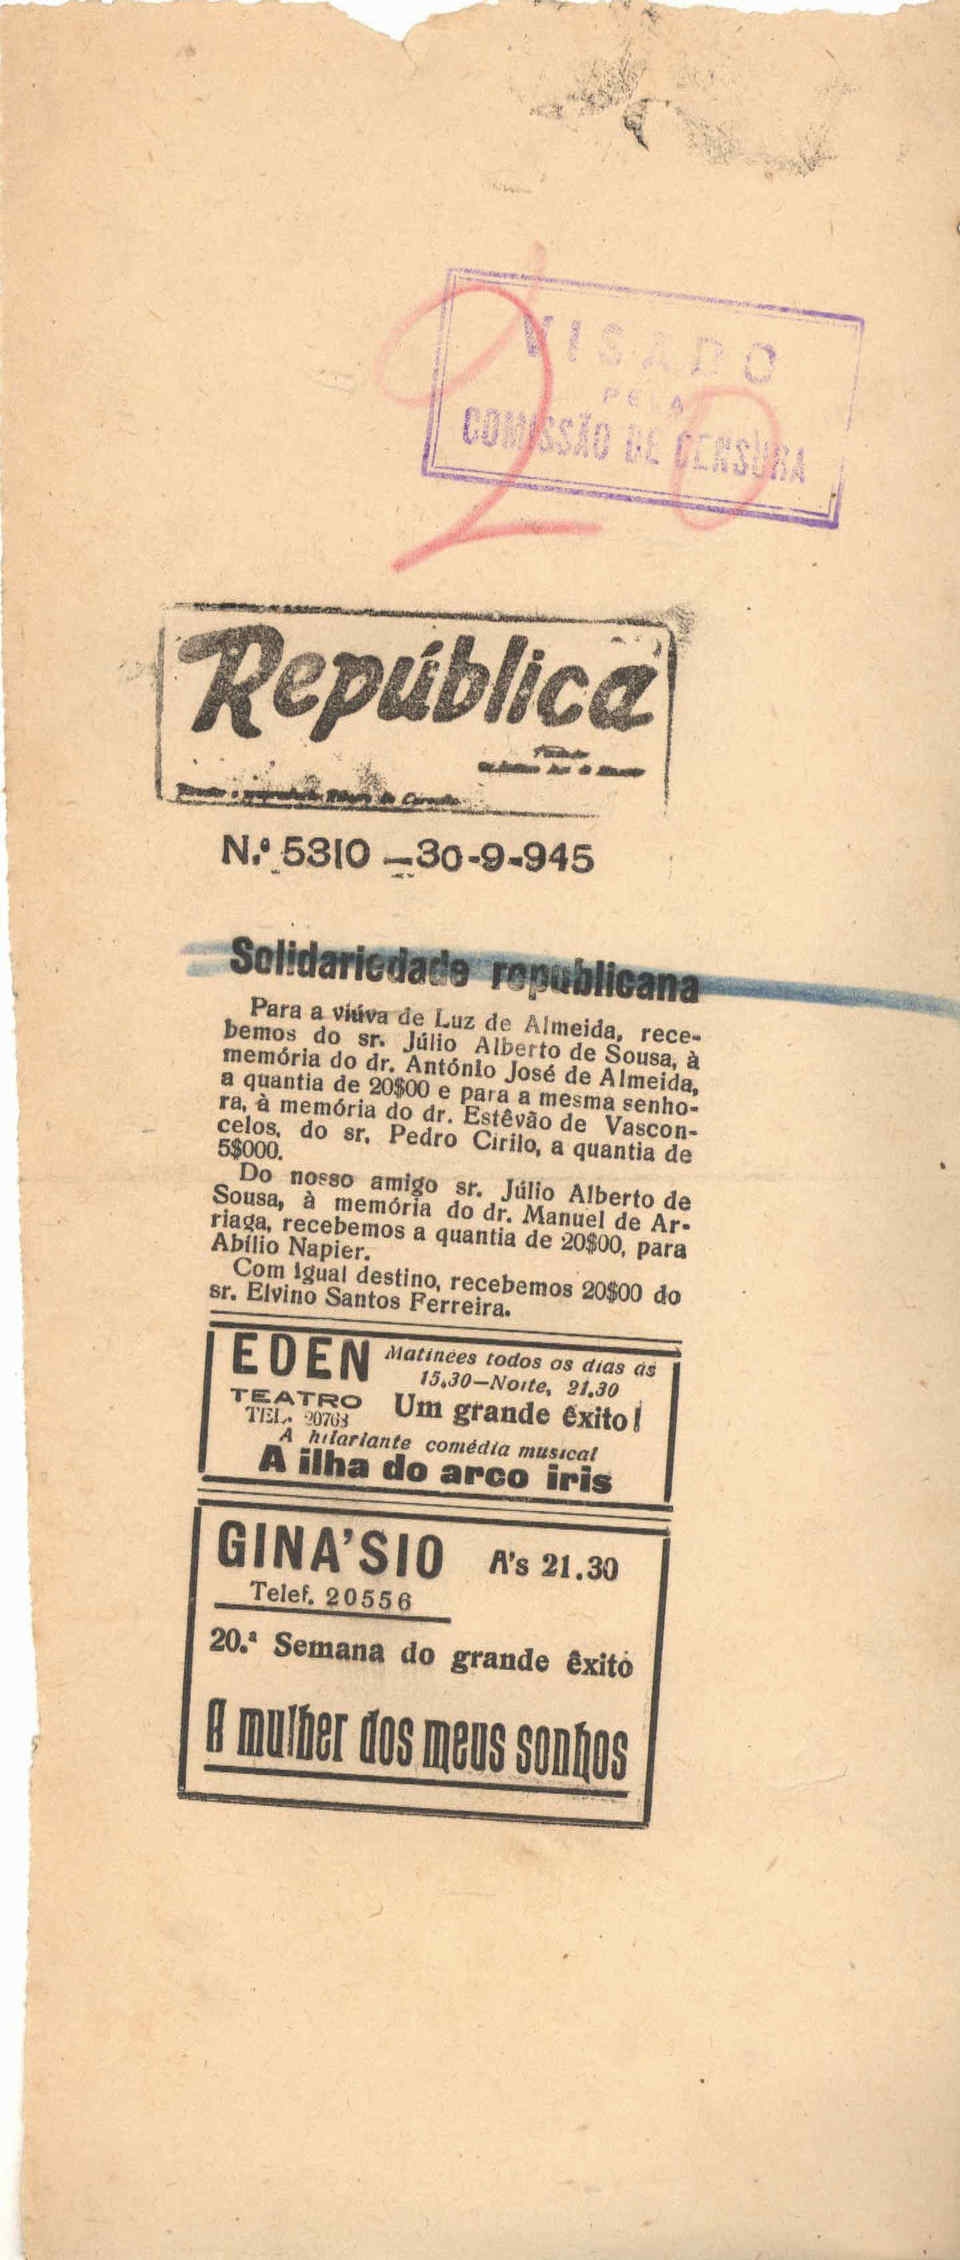 VISADO
PELA
COMISSÃO DE CENSURA
20
República
N.º 5310 —30-9-945
Solidariedade republicana
Para a viúva de Luz de Almeida, rece-
bemos do sr. Júlio Alberto de Sousa, à
memória do dr. António José de Almeida,
a quantia de 20$00 e para a mesma senho-
ra, à memória do dr. Estêvão de Vascon-
celos, do sr. Pedro Cirilo, a quantia de
5$000.
Do nosso amigo sr. Júlio Alberto de
Sousa, à memória do dr. Manuel de Ar-
riaga, recebemos a quantia de 20$00, para
Abílio Napier.
Com igual destino, recebemos 20$00 do
sr. Elvino Santos Ferreira.
EDEN
TEATRO
TEL. 20768
Matinées todos os dias às
15,30—Noite, 21,30
Um grande êxito!
A hilariante comédia musical
A ilha do arco iris
GINA'SIO A's 21.30
Telef. 20556
20.ª Semana do grande êxito
A mulher dos meus sonhos